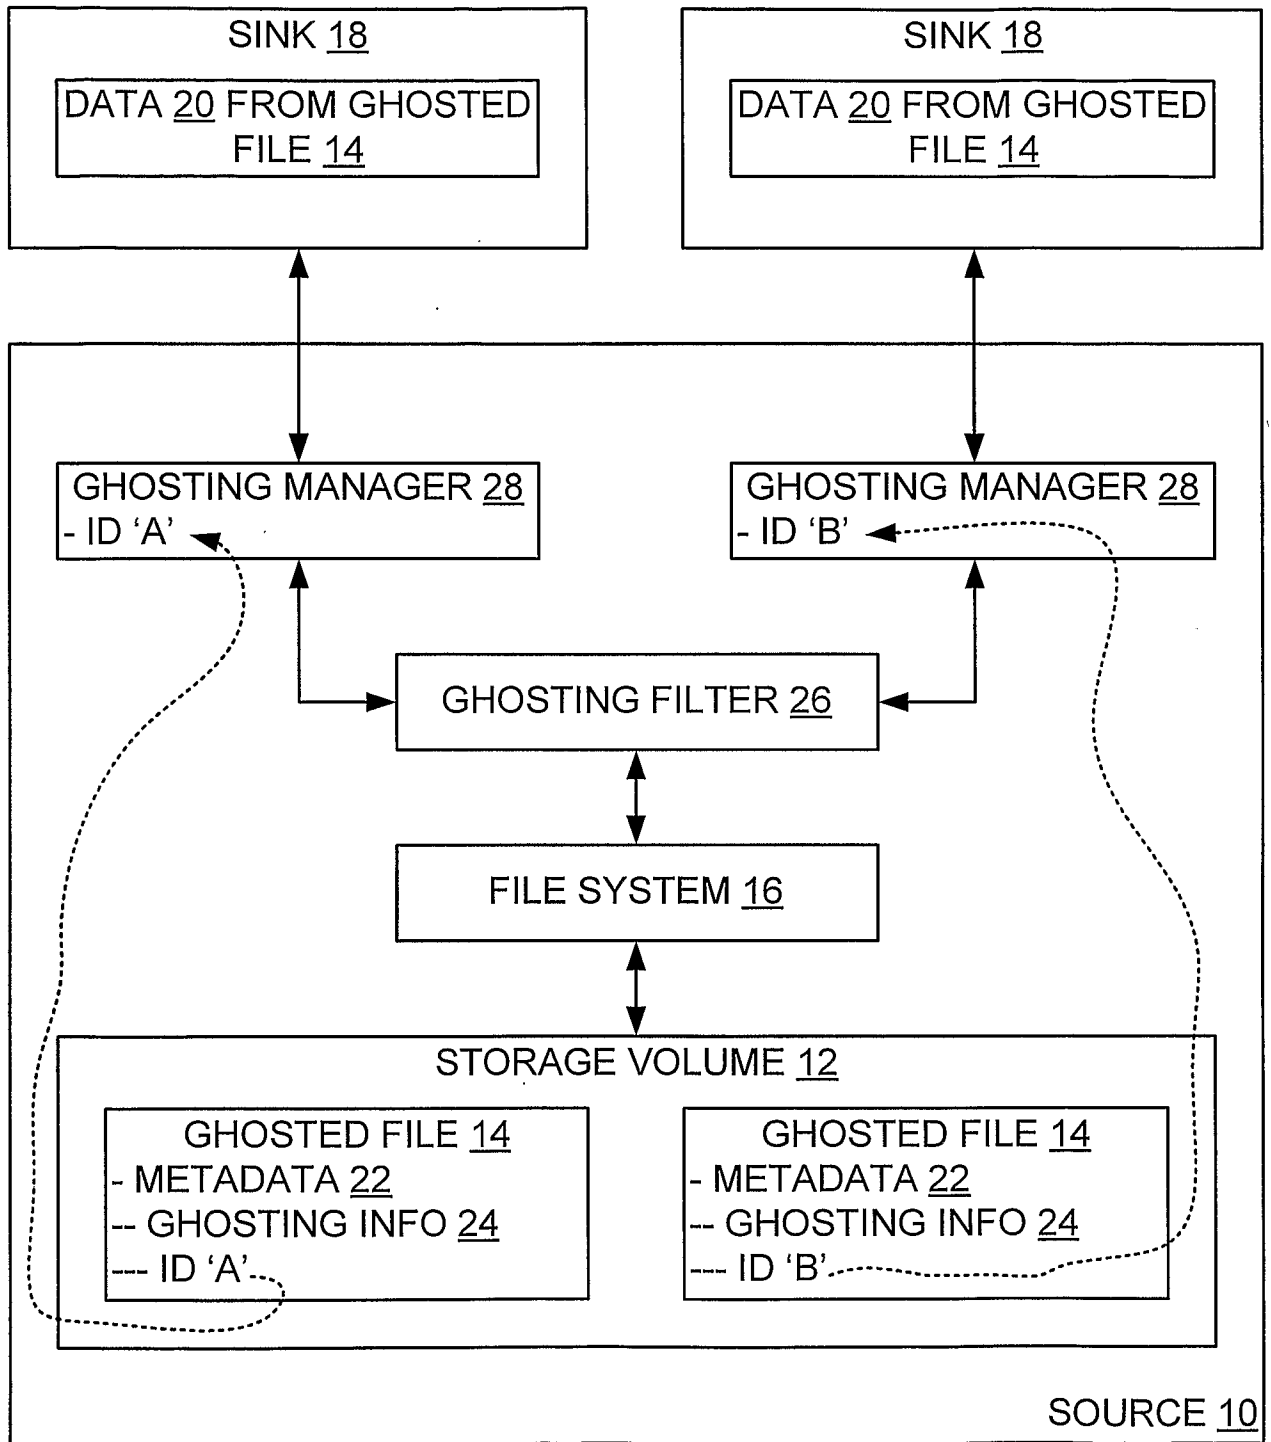 SINK 18
DATA 20 FROM GHOSTED
FILE 14
SINK 18
DATA 20 FROM GHOSTED
FILE 14
GHOSTING MANAGER 28
- ID ‘A’
GHOSTING MANAGER 28
- ID ‘B’
GHOSTING FILTER 26
FILE SYSTEM 16
STORAGE VOLUME 12
GHOSTED FILE 14
- METADATA 22
-- GHOSTING INFO 24
--- ID ‘A’
GHOSTED FILE 14
- METADATA 22
-- GHOSTING INFO 24
--- ID ‘B’
SOURCE 10